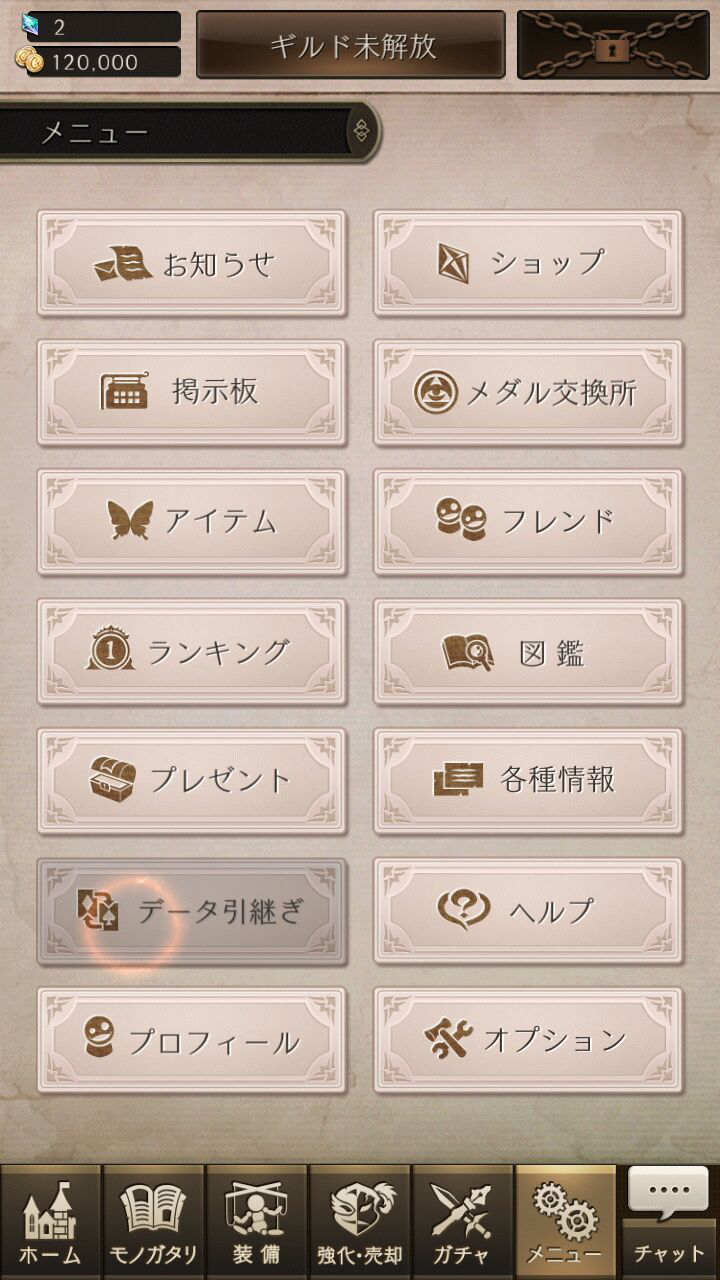 2
120,000
ギルド未解放
メニュー
お知らせ
ショップ
掲示板
メダル交換所
アイテム
フレンド
1
ランキング
図鑑
プレゼント
各種情報
データ引継ぎ
ヘルプ
プロフィール
オプション
ホーム
モノガタリ
装備
強化・売却
ガチャ
メニュー
チャット